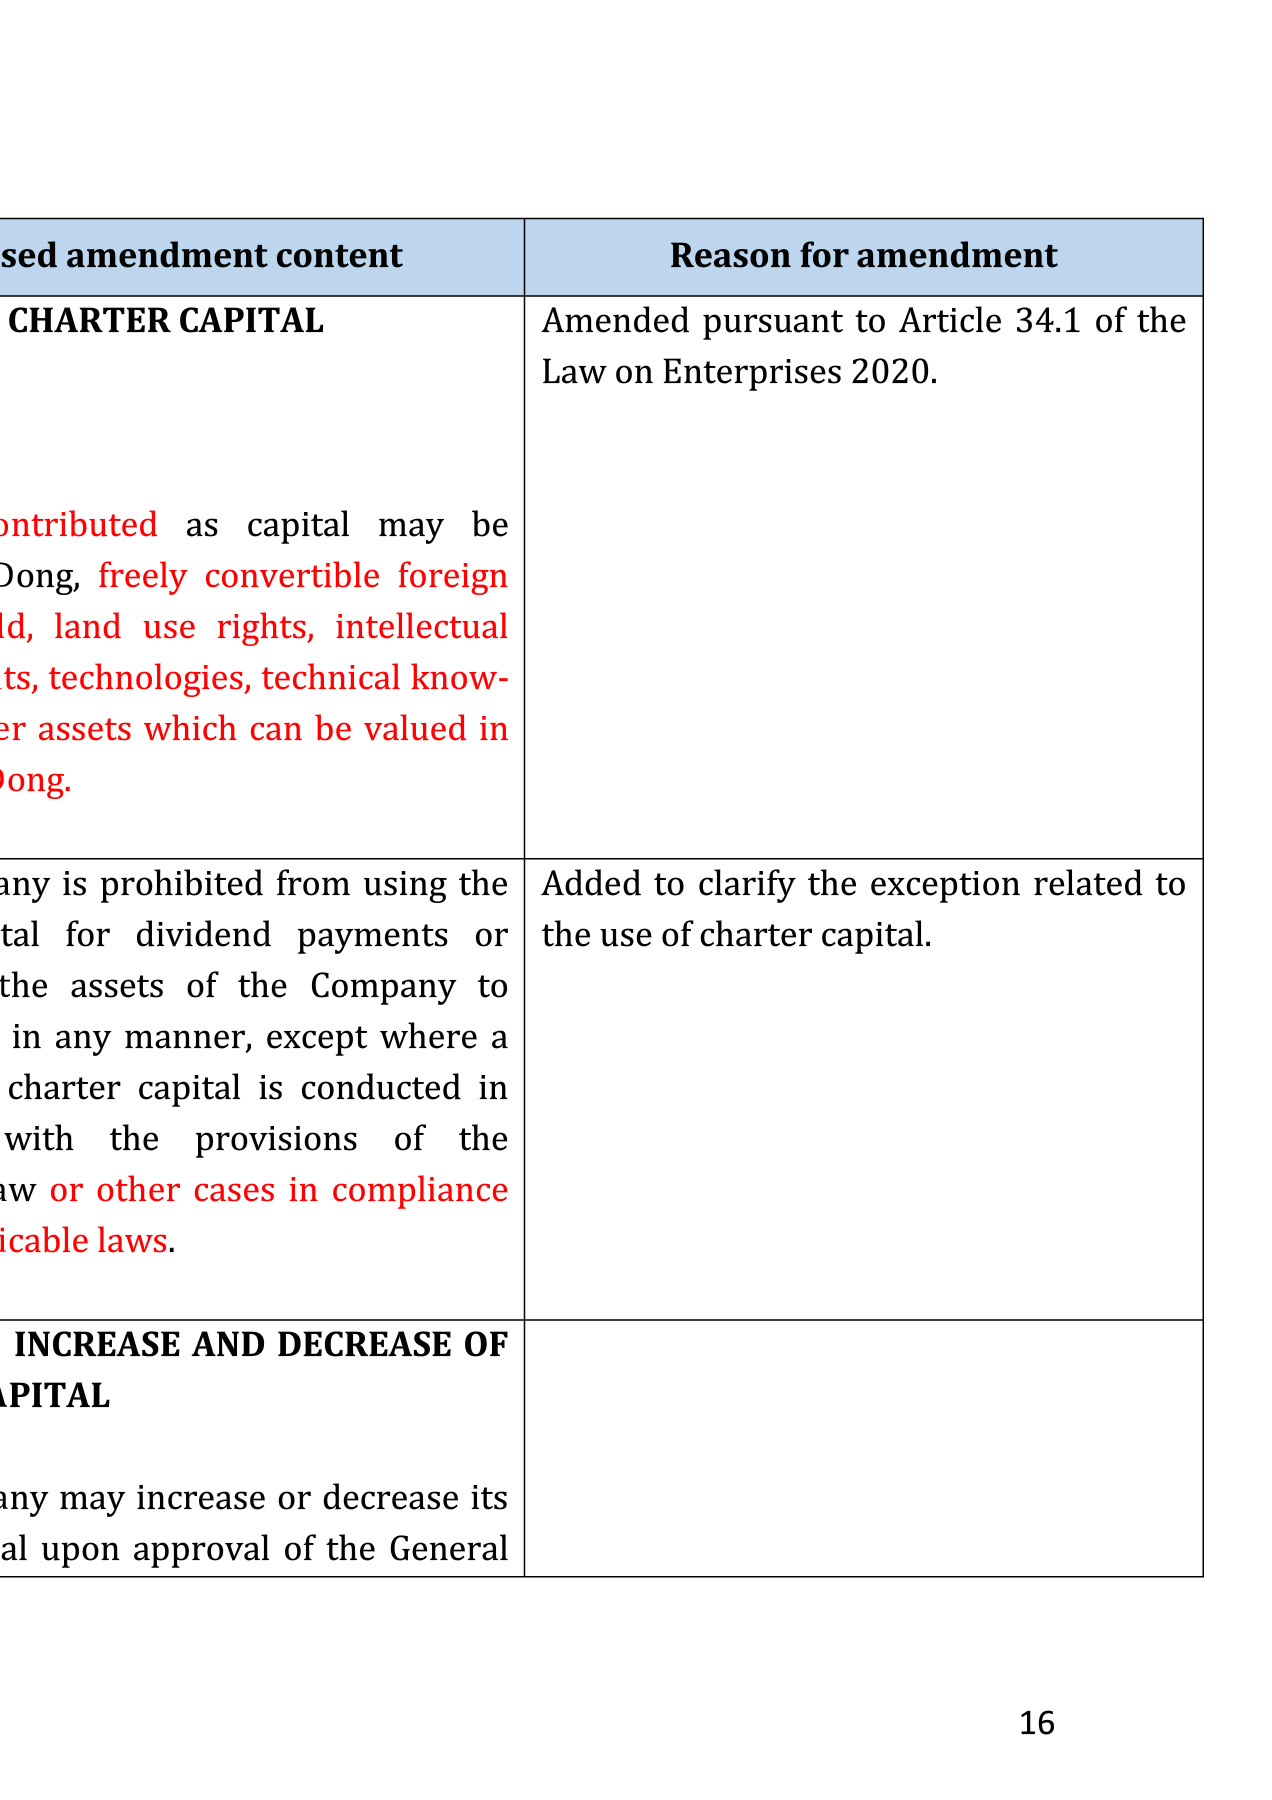 sed amendment content
Reason for amendment
CHARTER CAPITAL
ontributed as capital may be
Dong, freely convertible foreign
ld, land use rights, intellectual
ts, technologies, technical know-
er assets which can be valued in
Dong.
Amended pursuant to Article 34.1 of the
Law on Enterprises 2020.
any is prohibited from using the
tal for dividend payments or
the assets of the Company to
in any manner, except where a
charter capital is conducted in
with the provisions of the
aw or other cases in compliance
icable laws.
Added to clarify the exception related to
the use of charter capital.
INCREASE AND DECREASE OF
APITAL
any may increase or decrease its
al upon approval of the General
16